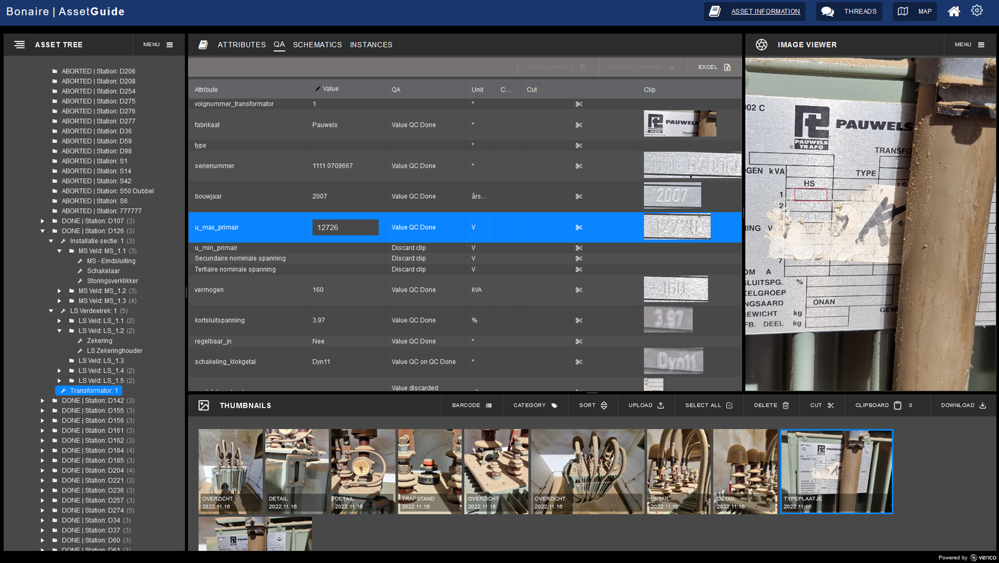 Bonaire | AssetGuide
ASSET INFORMATION
THREADS
MAP
ASSET TREE
MENU
ABORTED | Station: D206
ABORTED | Station: D208
ABORTED | Station: D254
ABORTED | Station: D275
ABORTED | Station: D276
ABORTED | Station: D277
ABORTED | Station: D36
ABORTED | Station: D59
ABORTED | Station: D98
ABORTED | Station: S1
ABORTED | Station: S14
ABORTED | Station: S42
ABORTED | Station: S50 Dubbel
ABORTED | Station: S6
ABORTED | Station: 777777
DONE | Station: D107 (3)
DONE | Station: D126 (3)
Installatie sectie: 1 (3)
MS Veld: MS_1.1 (3)
MS - Eindsluiting
Schakelaar
Storingsverklikker
MS Veld: MS_1.2 (3)
MS Veld: MS_1.3 (4)
LS Verdeelrek: 1 (5)
LS Veld: LS_1.1 (2)
LS Veld: LS_1.2 (2)
Zekering
LS Zekeringhouder
LS Veld: LS_1.3
LS Veld: LS_1.4 (2)
LS Veld: LS_1.5 (2)
Transformator: 1
DONE | Station: D142 (3)
DONE | Station: D155 (3)
DONE | Station: D156 (3)
DONE | Station: D161 (3)
DONE | Station: D162 (3)
DONE | Station: D184 (4)
DONE | Station: D185 (3)
DONE | Station: D204 (4)
DONE | Station: D221 (3)
DONE | Station: D236 (3)
DONE | Station: D257 (3)
DONE | Station: D274 (5)
DONE | Station: D34 (3)
DONE | Station: D37 (3)
DONE | Station: D60 (3)
DONE | Station: D61 (3)
ATTRIBUTES QA SCHEMATICS INSTANCES
SAVE CHANGES CANCEL CHANGES EXCEL
Attribute Value QA Unit C... Cut Clip
volgnummer_transformator 1 *
fabrikaat Pauwels Value QC Done * PAUWELS
type *
serienummer 1111 0709667 Value QC Done *
bouwjaar 2007 Value QC Done års... 2007
u_max_primair 12726 Value QC Done V
u_min_primair Discard clip V
Secundaire nominale spanning Discard clip V
Tertiaire nominale spanning Discard clip V
vermogen 160 Value QC Done kVA 160
kortsluitspanning 3.97 Value QC Done % 3.97
regelbaar_jn Nee Value QC Done *
schakeling_klokgetal Dyn11 Value QC on QC Done * Dyn11
Value discarded
IMAGE VIEWER
MENU
002 C
PAUWELS
PAUWELS
TRAFO
TRANSFO
OGEN kVA
TYPE
HS
1
2
3
ING V
7
OM A
SLUITSPG. %
KELGROEP
NGSAARD ONAN
EWICHT kg GEW
FB. DEEL kg
THUMBNAILS
BARCODE
CATEGORY
SORT
UPLOAD
SELECT ALL
DELETE
CUT
CLIPBOARD 0
DOWNLOAD
OVERZICHT
2022.11.16
DETAIL
2022.11.16
DETAIL
2022.11.16
TRAPSTAND
2022.11.16
OVERZICHT
2022.11.16
OVERZICHT
2022.11.16
DETAIL
2022.11.16
DETAIL
2022.11.16
PAUWELS
TYPEPLAATJE
2022.11.16
Powered by verico